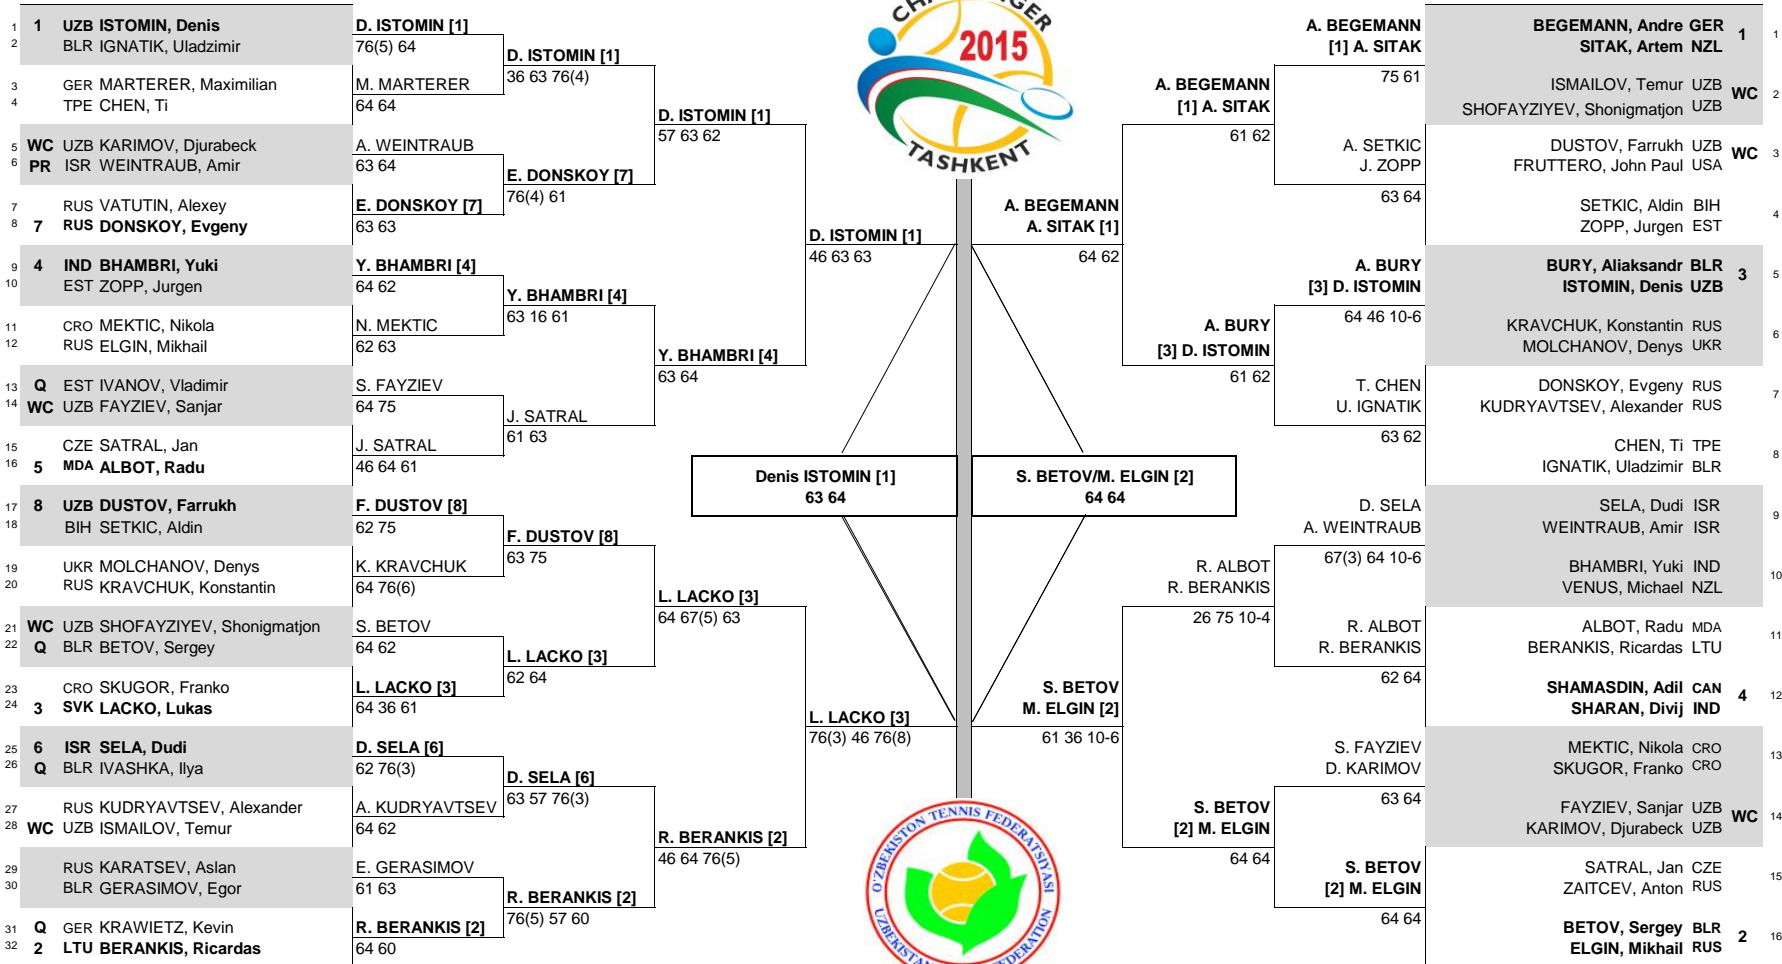 CHALLENGER
2015
TASHKENT
1 1 UZB ISTOMIN, Denis
2 BLR IGNATIK, Uladzimir
3 GER MARTERER, Maximilian
4 TPE CHEN, Ti
5 WC UZB KARIMOV, Djurabeck
6 PR ISR WEINTRAUB, Amir
7 RUS VATUTIN, Alexey
8 7 RUS DONSKOY, Evgeny
9 4 IND BHAMBRI, Yuki
10 EST ZOPP, Jurgen
11 CRO MEKTIC, Nikola
12 RUS ELGIN, Mikhail
13 Q EST IVANOV, Vladimir
14 WC UZB FAYZIEV, Sanjar
15 CZE SATRAL, Jan
16 5 MDA ALBOT, Radu
17 8 UZB DUSTOV, Farrukh
18 BIH SETKIC, Aldin
19 UKR MOLCHANOV, Denys
20 RUS KRAVCHUK, Konstantin
21 WC UZB SHOFAYZIYEV, Shonigmatjon
22 Q BLR BETOV, Sergey
23 CRO SKUGOR, Franko
24 3 SVK LACKO, Lukas
25 6 ISR SELA, Dudi
26 Q BLR IVASHKA, Ilya
27 RUS KUDRYAVTSEV, Alexander
28 WC UZB ISMAILOV, Temur
29 RUS KARATSEV, Aslan
30 BLR GERASIMOV, Egor
31 Q GER KRAWIETZ, Kevin
32 2 LTU BERANKIS, Ricardas
D. ISTOMIN [1]
76(5) 64
M. MARTERER
64 64
A. WEINTRAUB
63 64
E. DONSKOY [7]
63 63
Y. BHAMBRI [4]
64 62
N. MEKTIC
62 63
S. FAYZIEV
64 75
J. SATRAL
46 64 61
F. DUSTOV [8]
62 75
K. KRAVCHUK
64 76(6)
S. BETOV
64 62
L. LACKO [3]
64 36 61
D. SELA [6]
62 76(3)
A. KUDRYAVTSEV
64 62
E. GERASIMOV
61 63
R. BERANKIS [2]
64 60
D. ISTOMIN [1]
36 63 76(4)
E. DONSKOY [7]
76(4) 61
Y. BHAMBRI [4]
63 16 61
J. SATRAL
61 63
F. DUSTOV [8]
63 75
L. LACKO [3]
62 64
D. SELA [6]
63 57 76(3)
R. BERANKIS [2]
76(5) 57 60
D. ISTOMIN [1]
57 63 62
Y. BHAMBRI [4]
63 64
L. LACKO [3]
64 67(5) 63
R. BERANKIS [2]
46 64 76(5)
D. ISTOMIN [1]
46 63 63
L. LACKO [3]
76(3) 46 76(8)
Denis ISTOMIN [1]
63 64
S. BETOV/M. ELGIN [2]
64 64
A. BEGEMANN
A. SITAK [1]
64 62
S. BETOV
M. ELGIN [2]
61 36 10-6
A. BEGEMANN
[1] A. SITAK
61 62
A. BURY
[3] D. ISTOMIN
61 62
R. ALBOT
R. BERANKIS
26 75 10-4
S. BETOV
[2] M. ELGIN
64 64
A. BEGEMANN
[1] A. SITAK
75 61
A. SETKIC
J. ZOPP
63 64
A. BURY
[3] D. ISTOMIN
64 46 10-6
T. CHEN
U. IGNATIK
63 62
D. SELA
A. WEINTRAUB
67(3) 64 10-6
R. ALBOT
R. BERANKIS
62 64
S. FAYZIEV
D. KARIMOV
63 64
S. BETOV
[2] M. ELGIN
64 64
BEGEMANN, Andre GER
SITAK, Artem NZL 1 1
ISMAILOV, Temur UZB
SHOFAYZIYEV, Shonigmatjon UZB WC 2
DUSTOV, Farrukh UZB
FRUTTERO, John Paul USA WC 3
SETKIC, Aldin BIH
ZOPP, Jurgen EST 4
BURY, Aliaksandr BLR
ISTOMIN, Denis UZB 3 5
KRAVCHUK, Konstantin RUS
MOLCHANOV, Denys UKR 6
DONSKOY, Evgeny RUS
KUDRYAVTSEV, Alexander RUS 7
CHEN, Ti TPE
IGNATIK, Uladzimir BLR 8
SELA, Dudi ISR
WEINTRAUB, Amir ISR 9
BHAMBRI, Yuki IND
VENUS, Michael NZL 10
ALBOT, Radu MDA
BERANKIS, Ricardas LTU 11
SHAMASDIN, Adil CAN
SHARAN, Divij IND 4 12
MEKTIC, Nikola CRO
SKUGOR, Franko CRO 13
FAYZIEV, Sanjar UZB
KARIMOV, Djurabeck UZB WC 14
SATRAL, Jan CZE
ZAITCEV, Anton RUS 15
BETOV, Sergey BLR
ELGIN, Mikhail RUS 2 16
O'ZBEKISTON TENNIS FEDERATSIYASI
UZBEKISTAN FEDERATION